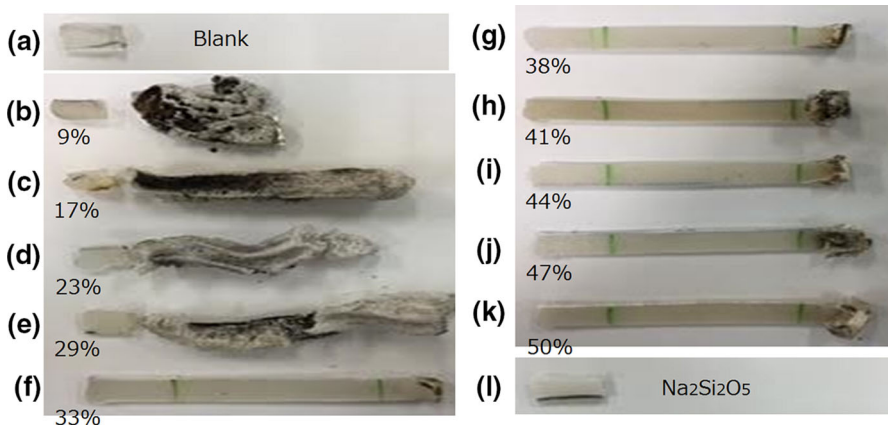 (a) Blank
(b)
9%
(c)
17%
(d)
23%
(e)
29%
(f)
33%
(g)
38%
(h)
41%
(i)
44%
(j)
47%
(k)
50%
(l) Na2Si2O5